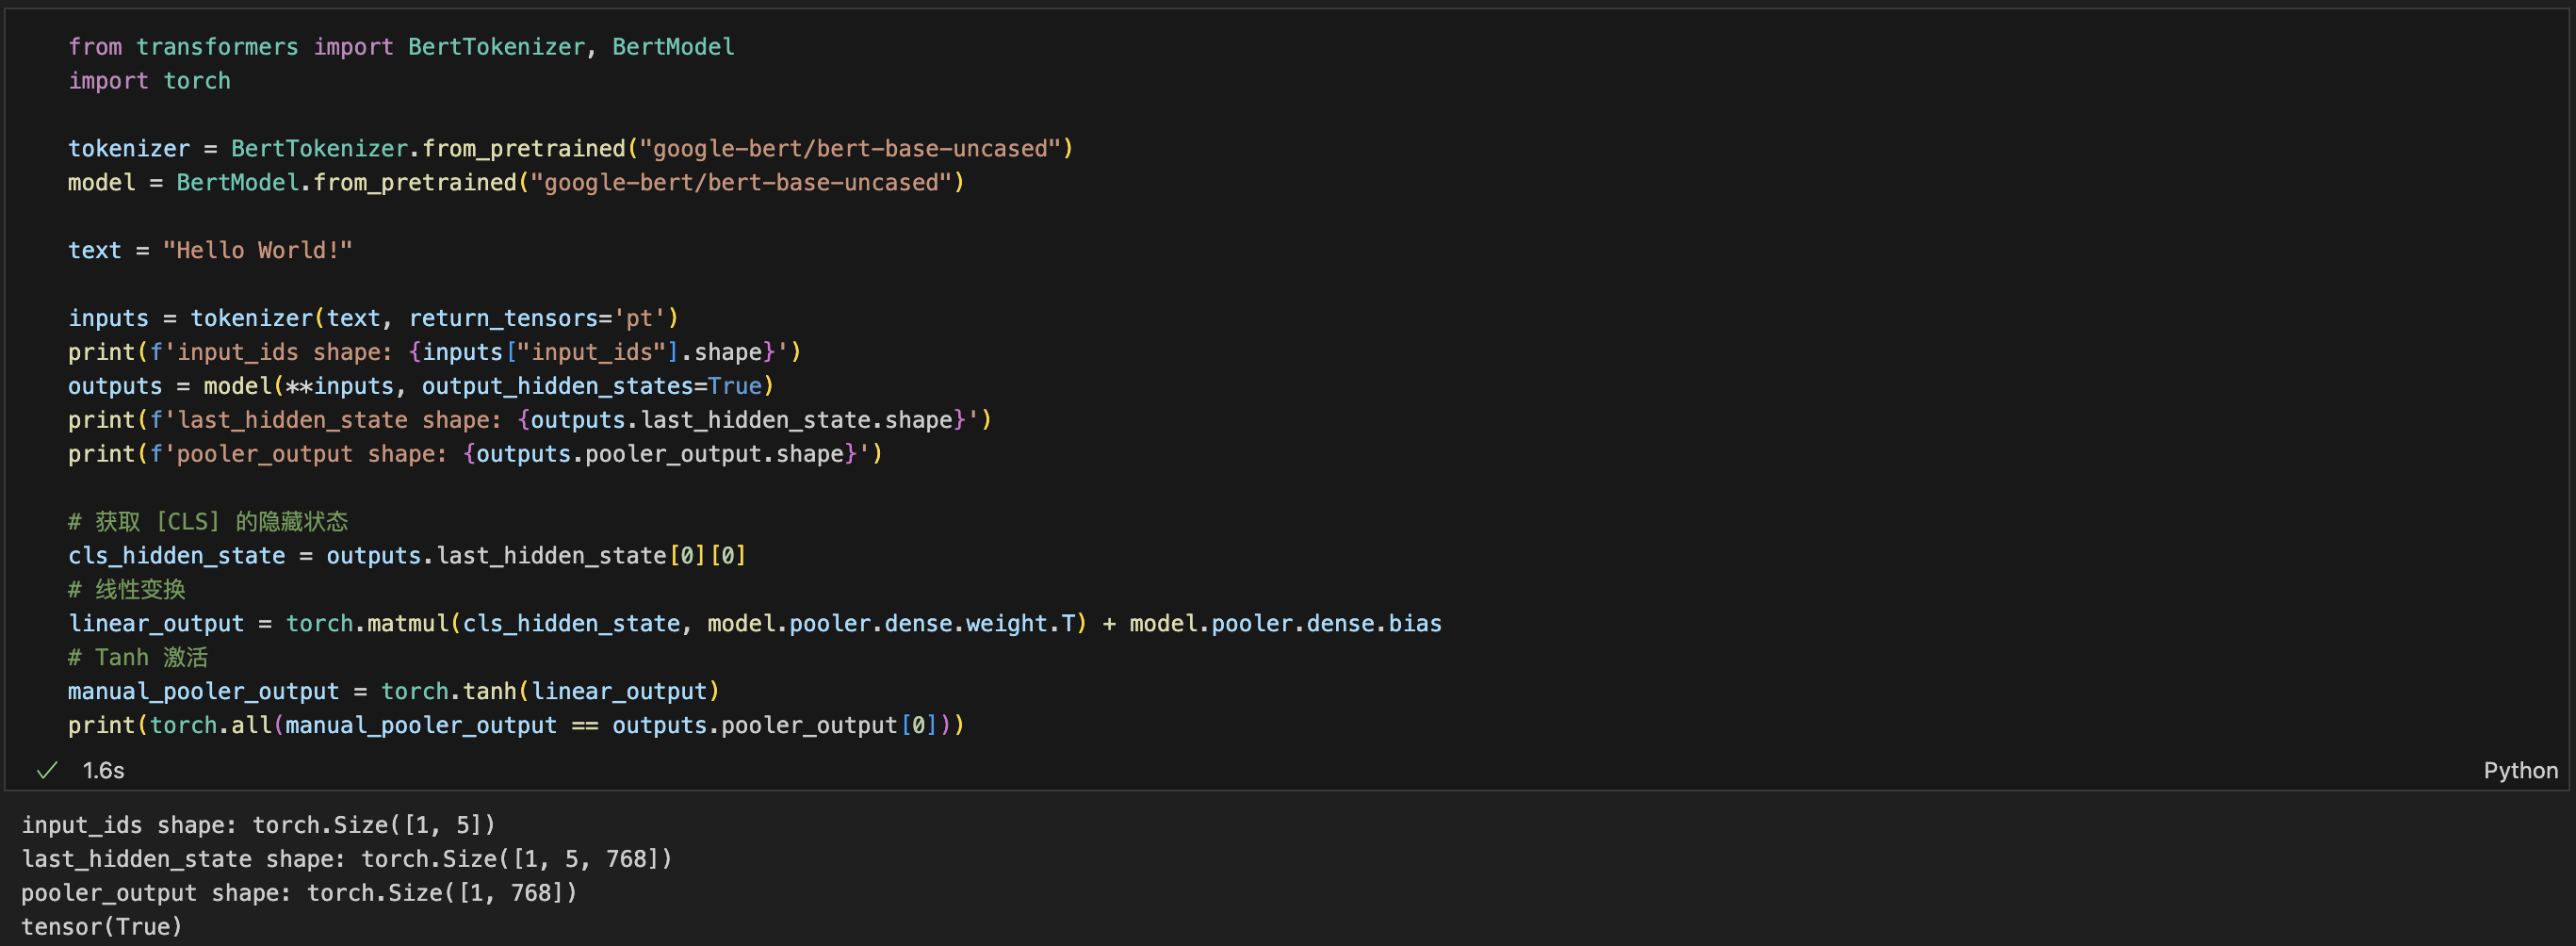 from transformers import BertTokenizer, BertModel
import torch
tokenizer = BertTokenizer.from_pretrained("google-bert/bert-base-uncased")
model = BertModel.from_pretrained("google-bert/bert-base-uncased")
text = "Hello World!"
inputs = tokenizer(text, return_tensors='pt')
print(f'input_ids shape: {inputs["input_ids"].shape}')
outputs = model(**inputs, output_hidden_states=True)
print(f'last_hidden_state shape: {outputs.last_hidden_state.shape}')
print(f'pooler_output shape: {outputs.pooler_output.shape}')
# 获取 [CLS] 的隐藏状态
cls_hidden_state = outputs.last_hidden_state[0][0]
# 线性变换
linear_output = torch.matmul(cls_hidden_state, model.pooler.dense.weight.T) + model.pooler.dense.bias
# Tanh 激活
manual_pooler_output = torch.tanh(linear_output)
print(torch.all(manual_pooler_output == outputs.pooler_output[0]))
1.6s
Python
input_ids shape: torch.Size([1, 5])
last_hidden_state shape: torch.Size([1, 5, 768])
pooler_output shape: torch.Size([1, 768])
tensor(True)